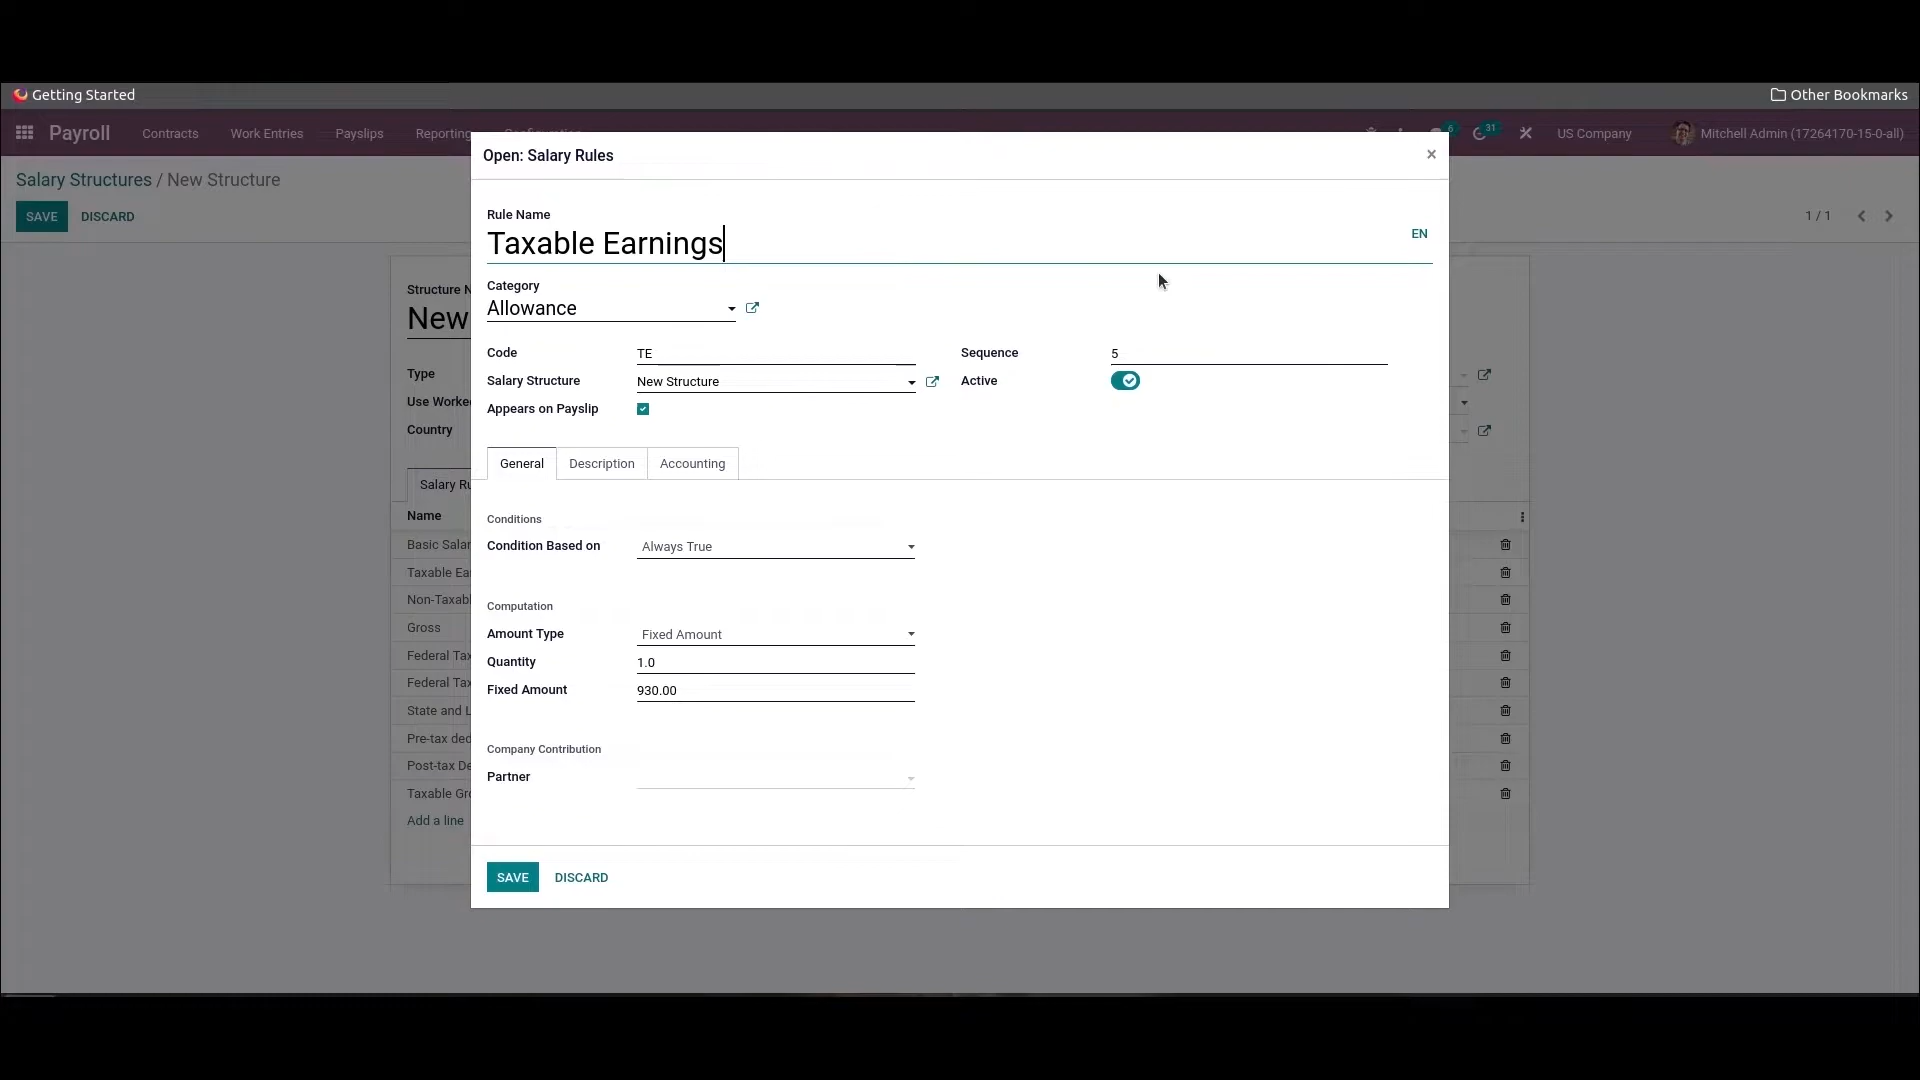 Getting Started
Other Bookmarks
Payroll Contracts Work Entries Payslips Reporting 6 31 US Company Mitchell Admin (17264170-15-0-all)
Open: Salary Rules ×
Salary Structures / New Structure
SAVE DISCARD
1 / 1
Rule Name
Taxable Earnings
EN
Category
Allowance
Structure N
New
Code TE
Sequence 5
Type
Salary Structure New Structure
Active
Use Worke
Appears on Payslip
Country
General Description Accounting
Salary Ru
Name
Conditions
Basic Salar
Condition Based on Always True
Taxable Ea
Non-Taxabl
Computation
Gross
Amount Type Fixed Amount
Federal Tax
Quantity 1.0
Federal Tax
Fixed Amount 930.00
State and L
Pre-tax ded
Company Contribution
Post-tax De
Partner
Taxable Gr
Add a line
SAVE DISCARD